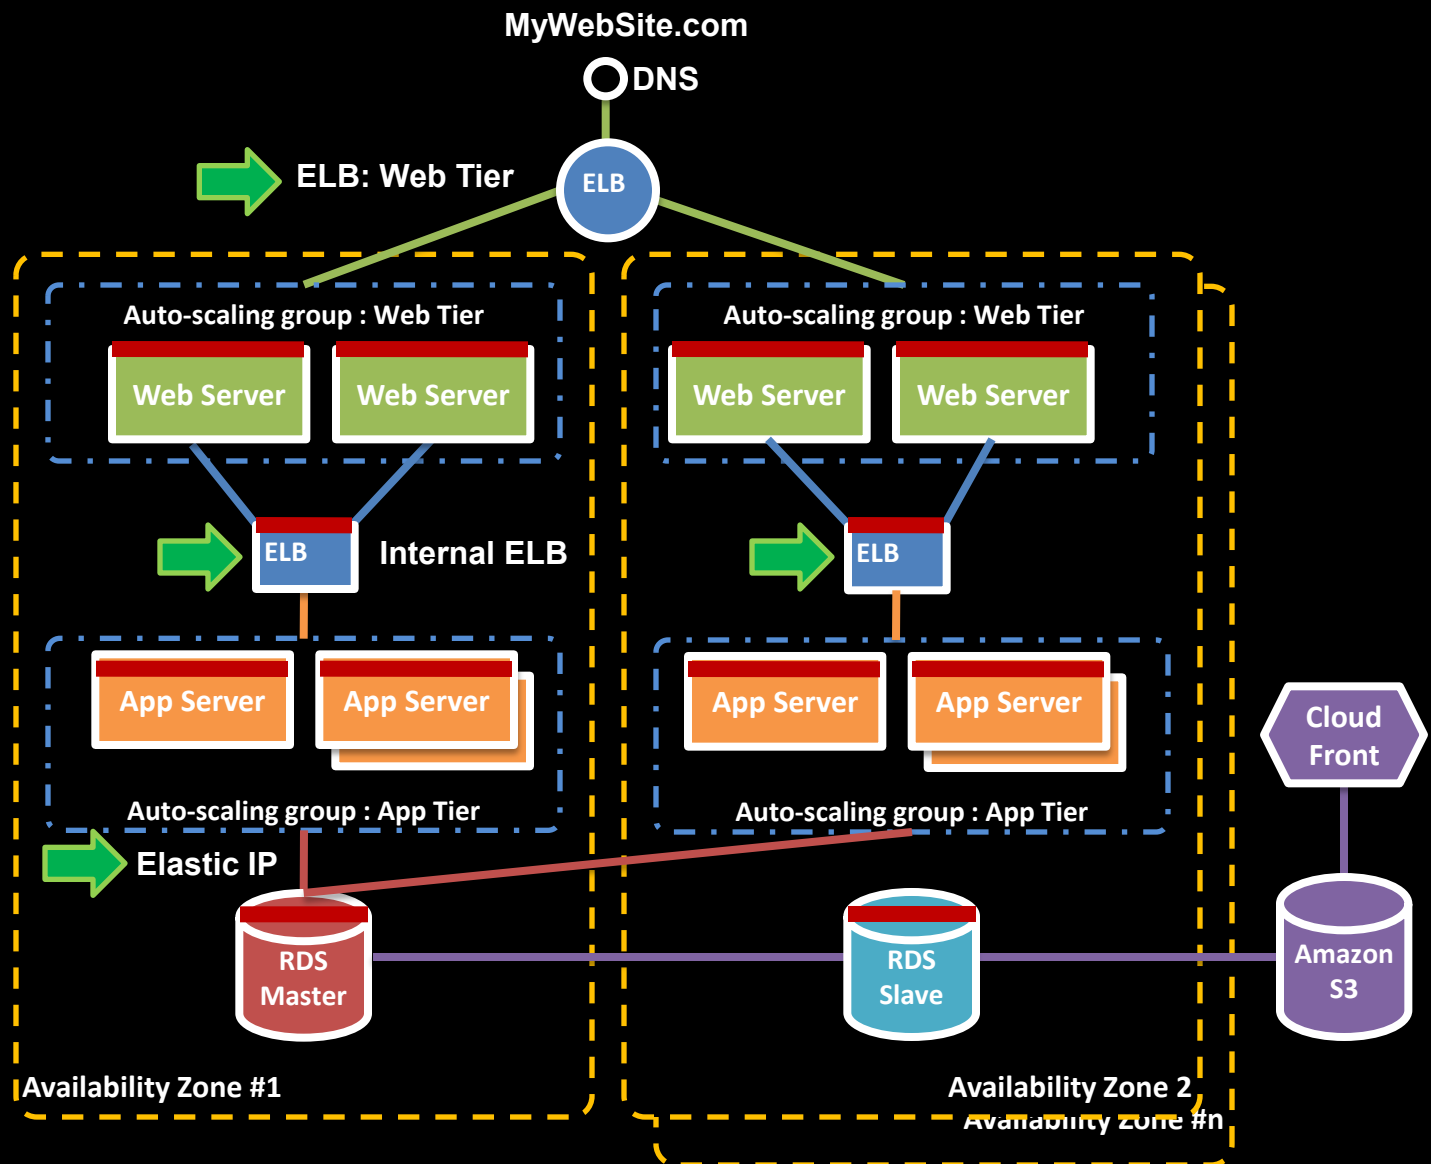 MyWebSite.com
DNS
ELB: Web Tier
ELB
Auto-scaling group : Web Tier
Auto-scaling group : Web Tier
Web Server
Web Server
Web Server
Web Server
ELB
Internal ELB
ELB
App Server
App Server
App Server
App Server
Cloud
Front
Auto-scaling group : App Tier
Auto-scaling group : App Tier
Elastic IP
RDS
Master
RDS
Slave
Amazon
S3
Availability Zone #1
Availability Zone 2
Availability Zone #n